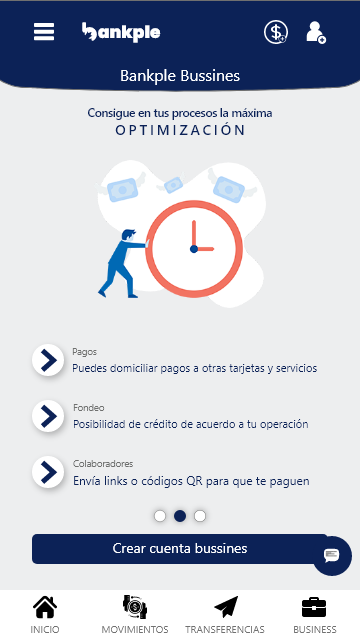 bankple
Bankple Bussines
Consigue en tus procesos la máxima
OPTIMIZACIÓN
Pagos
Puedes domiciliar pagos a otras tarjetas y servicios
Fondeo
Posibilidad de crédito de acuerdo a tu operación
Colaboradores
Envía links o códigos QR para que te paguen
Crear cuenta bussines
INICIO
MOVIMIENTOS
TRANSFERENCIAS
BUSINESS